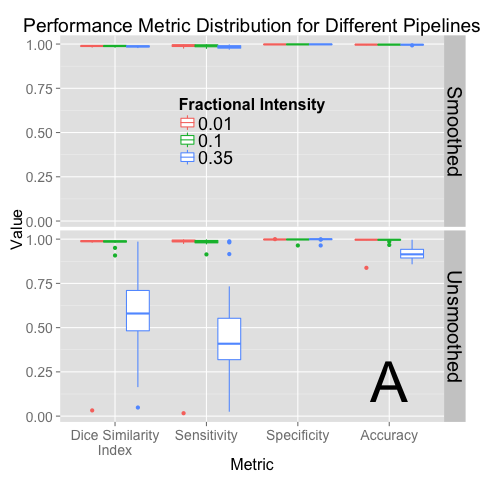 Performance Metric Distribution for Different Pipelines
1.00
0.75
0.50
0.25
0.00
Fractional Intensity
0.01
0.1
0.35
Smoothed
Value
1.00
0.75
0.50
0.25
0.00
Unsmoothed
A
Dice Similarity
Index
Sensitivity
Specificity
Accuracy
Metric